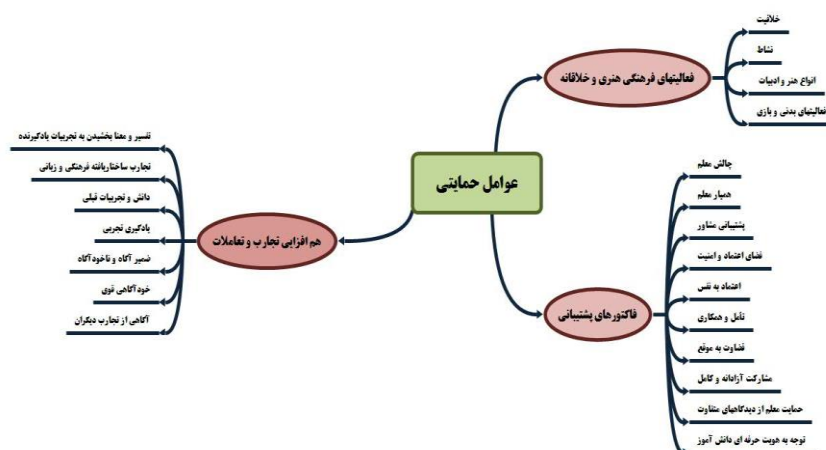 عوامل حمایتی
فعالیتهای فرهنگی هنری و خلاقانه
خلاقیت
نشاط
انواع هنر و ادبیات
فعالیتهای بدنی و بازی
فاکتورهای پشتیبانی
چالش معلم
همیار معلم
پشتیبانی مشاور
فضای اعتماد و امنیت
اعتماد به نفس
تأمل و همکاری
قضاوت به موقع
مشارکت آزادانه و کامل
حمایت معلم از دیدگاههای متفاوت
توجه به هویت حرفه ای دانش آموز
هم افزایی تجارب و تعاملات
تفسیر و معنا بخشیدن به تجربیات یادگیرنده
تجارب ساختاریافته فرهنگی و زبانی
دانش و تجربیات قبلی
یادگیری تجربی
ضمیر آگاه و ناخودآگاه
خودآگاهی قوی
آگاهی از تجارب دیگران